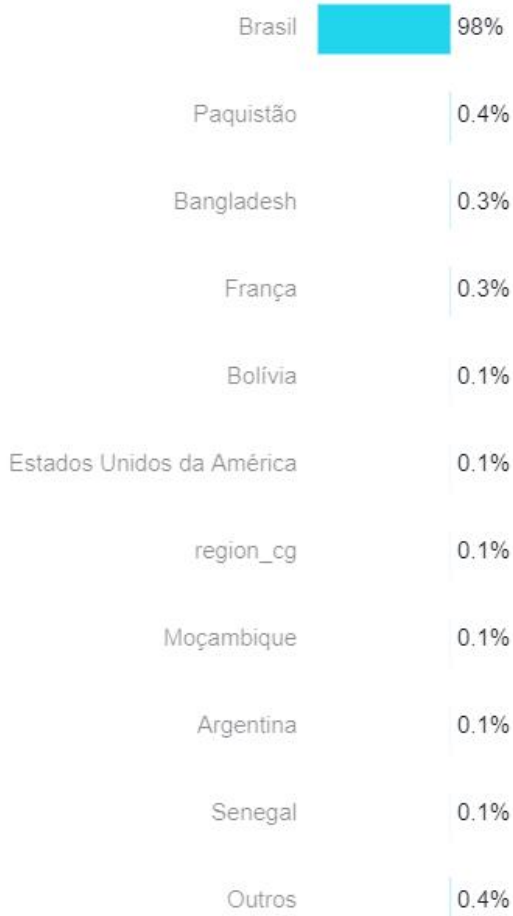 Brasil 98%
Paquistão 0.4%
Bangladesh 0.3%
França 0.3%
Bolívia 0.1%
Estados Unidos da América 0.1%
region_cg 0.1%
Moçambique 0.1%
Argentina 0.1%
Senegal 0.1%
Outros 0.4%